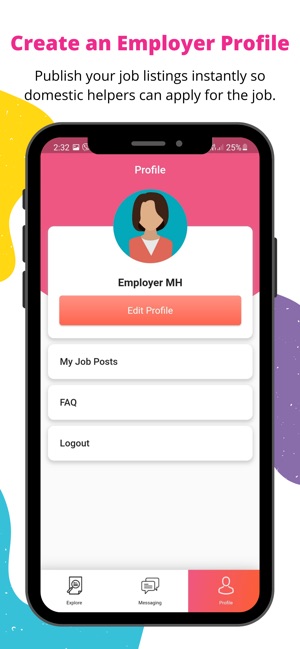 Create an Employer Profile
Publish your job listings instantly so
domestic helpers can apply for the job.
2:32 25%
Profile
Employer MH
Edit Profile
My Job Posts
FAQ
Logout
Explore Messaging Profile